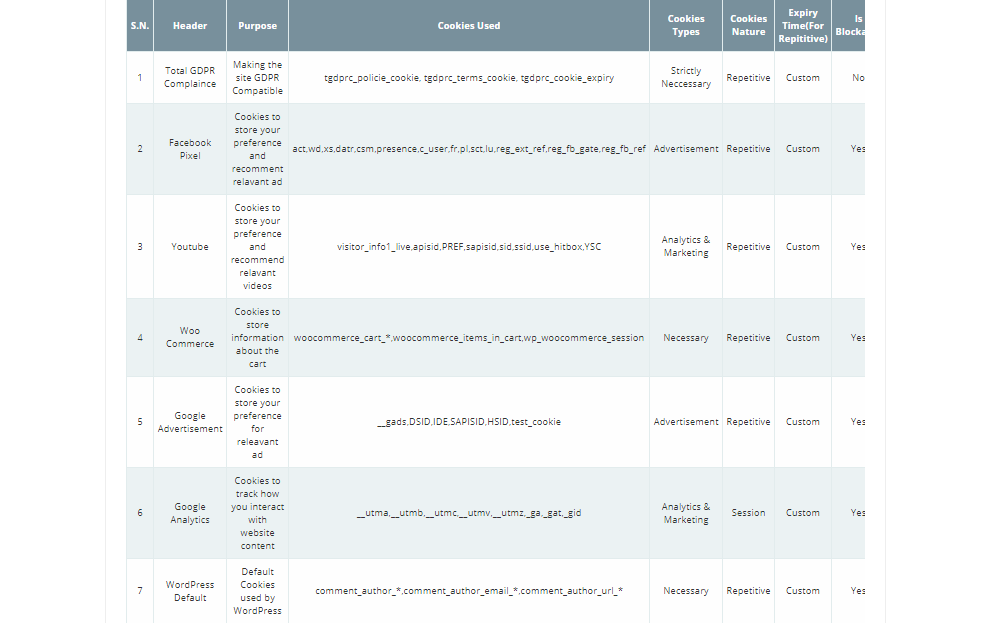 S.N.
Header
Purpose
Cookies Used
Cookies
Types
Cookies
Nature
Expiry
Time(For
Repititive)
Is
Blocka
1
Total GDPR
Complaince
Making the
site GDPR
Compatible
tgdprc_policie_cookie, tgdprc_terms_cookie, tgdprc_cookie_expiry
Strictly
Neccessary
Repetitive
Custom
No
2
Facebook
Pixel
Cookies to
store your
preference
and
recomment
relavant ad
act,wd,xs,datr,csm,presence,c_user,fr,pl,sct,lu,reg_ext_ref,reg_fb_gate,reg_fb_ref
Advertisement
Repetitive
Custom
Yes
3
Youtube
Cookies to
store your
preference
and
recommend
relavant
videos
visitor_info1_live,apisid,PREF,sapisid,sid,ssid,use_hitbox,YSC
Analytics &
Marketing
Repetitive
Custom
Yes
4
Woo
Commerce
Cookies to
store
information
about the
cart
woocommerce_cart_*,woocommerce_items_in_cart,wp_woocommerce_session
Necessary
Repetitive
Custom
Yes
5
Google
Advertisement
Cookies to
store your
preference
for
releavant
ad
__gads,DSID,IDE,SAPISID,HSID,test_cookie
Advertisement
Repetitive
Custom
Yes
6
Google
Analytics
Cookies to
track how
you interact
with
website
content
__utma,__utmb,__utmc,__utmv,__utmz,_ga,_gat,_gid
Analytics &
Marketing
Session
Custom
Yes
7
WordPress
Default
Default
Cookies
used by
WordPress
comment_author_*,comment_author_email_*,comment_author_url_*
Necessary
Repetitive
Custom
Yes